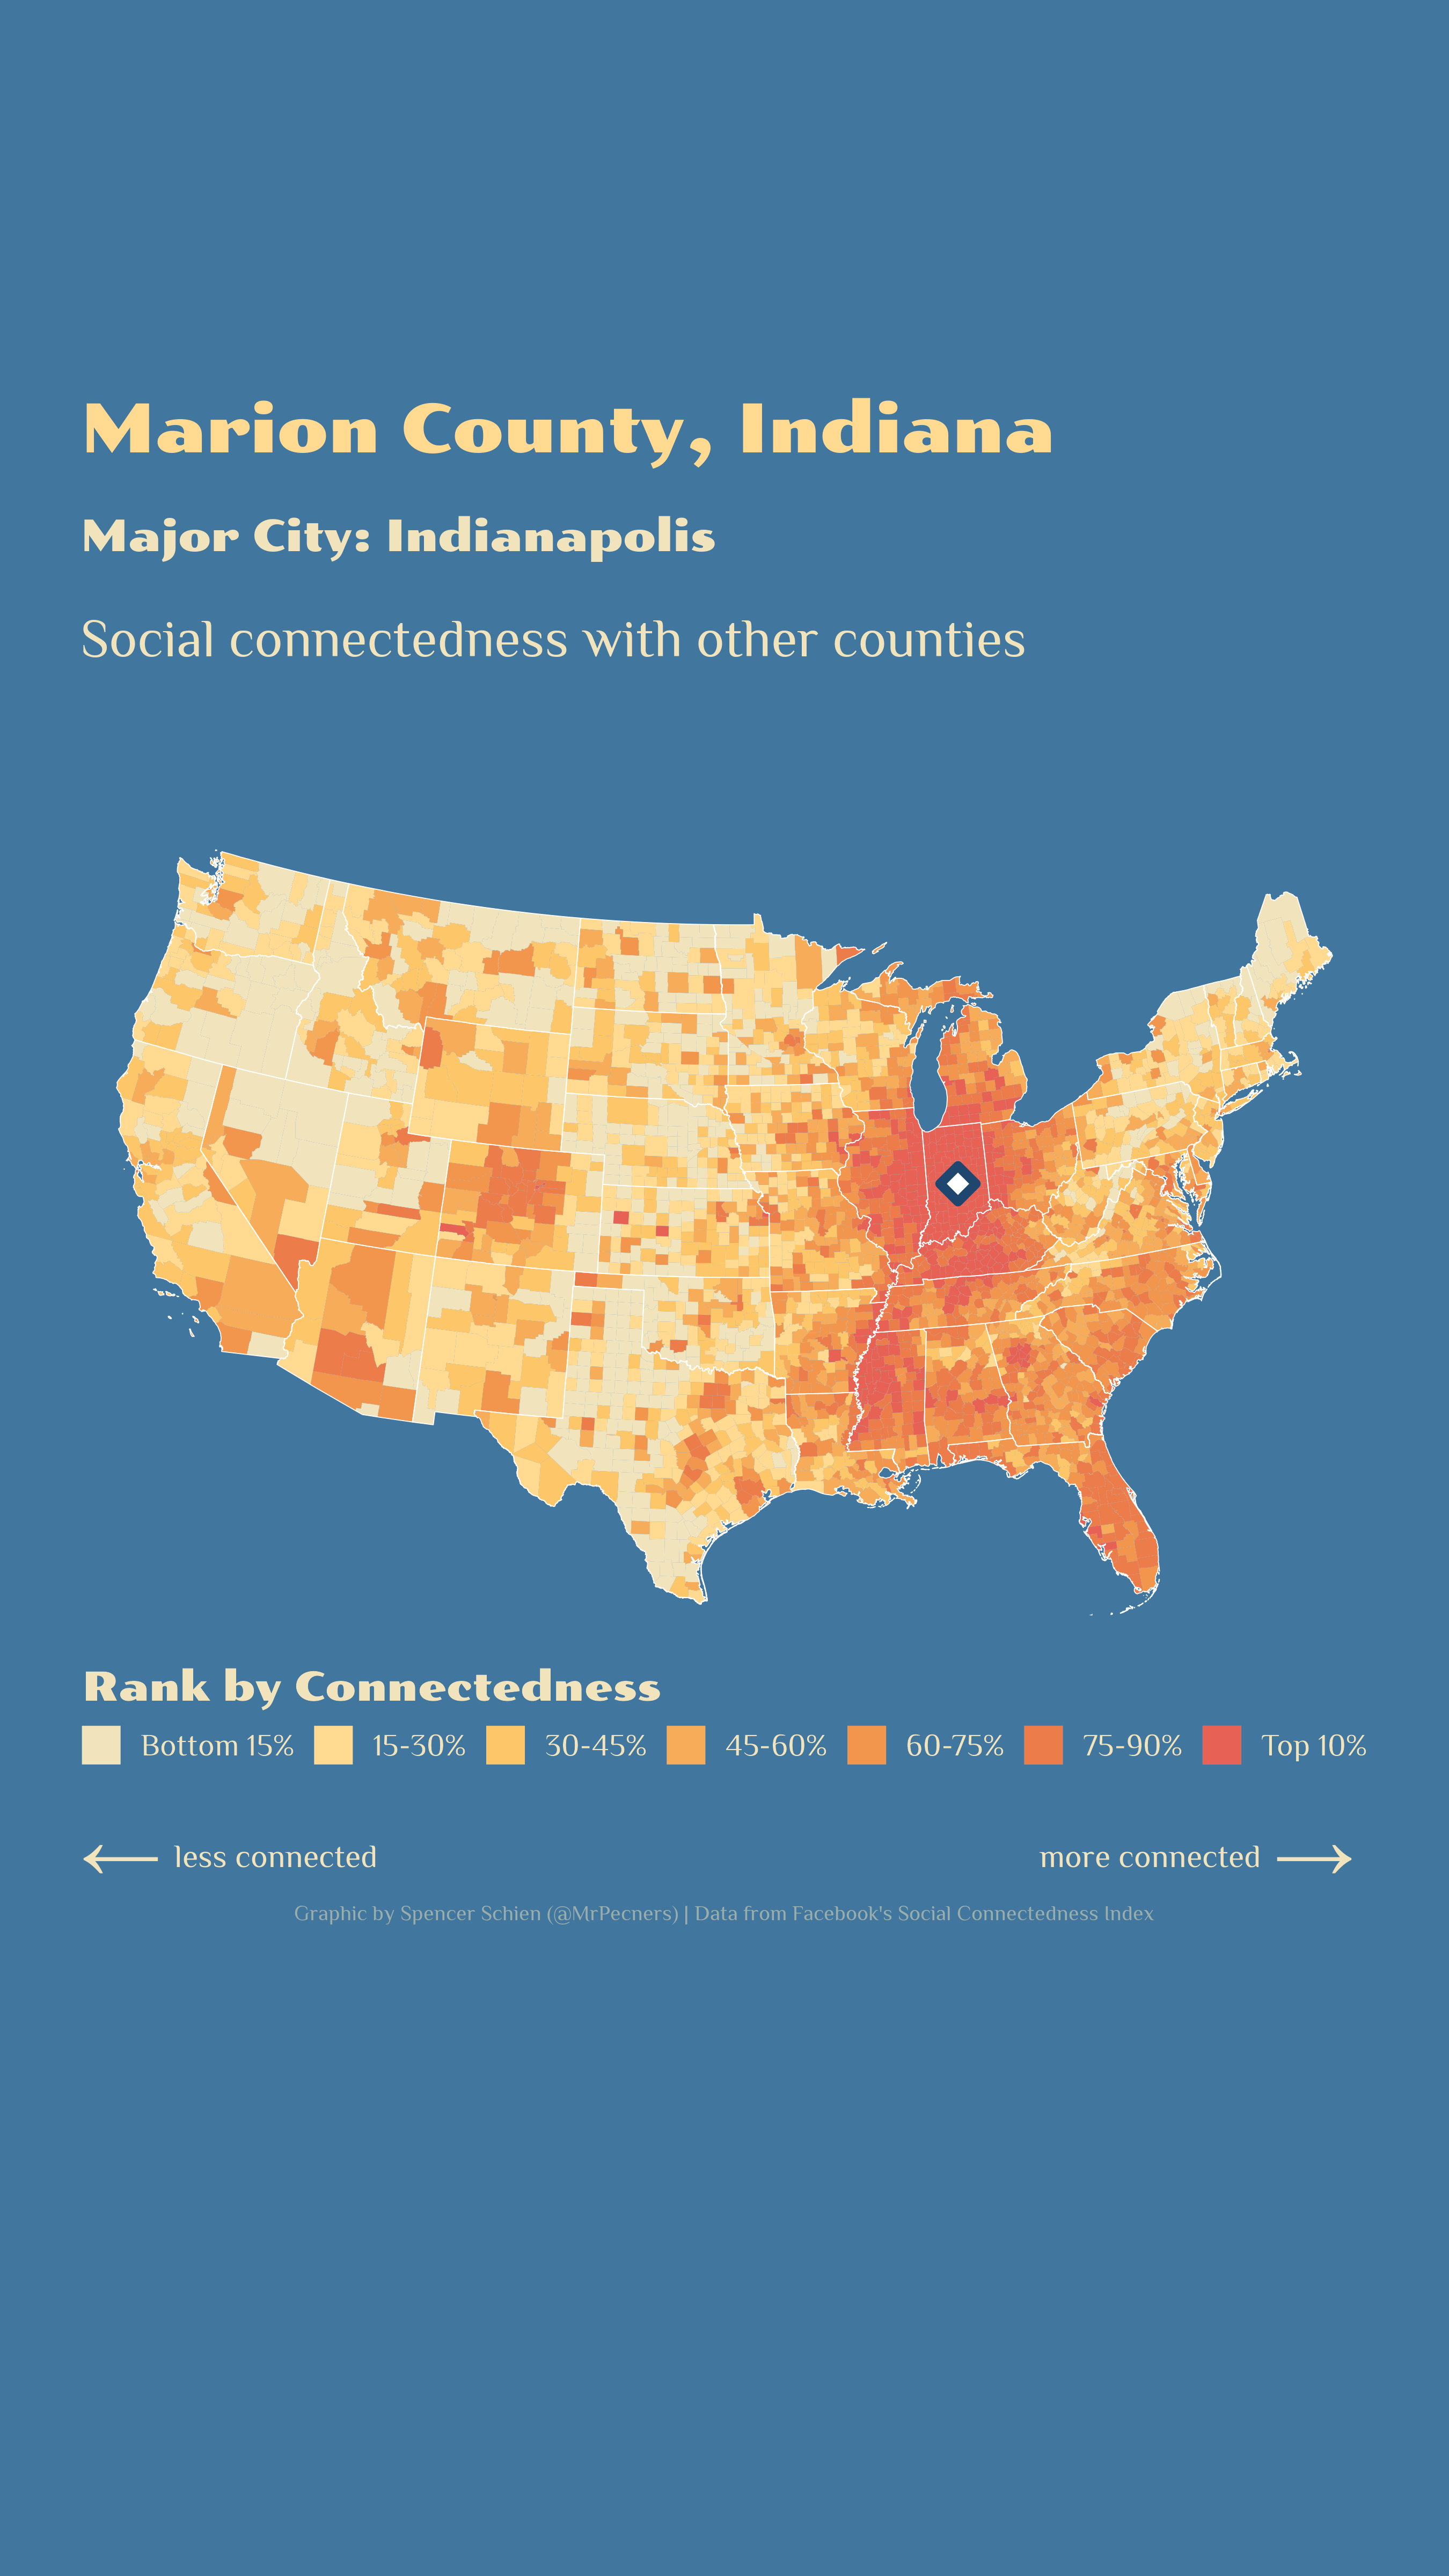 Marion County, Indiana
Major City: Indianapolis
Social connectedness with other counties
Rank by Connectedness
Bottom 15% 15-30% 30-45% 45-60% 60-75% 75-90% Top 10%
← less connected more connected →
Graphic by Spencer Schien (@MrPecners) | Data from Facebook's Social Connectedness Index